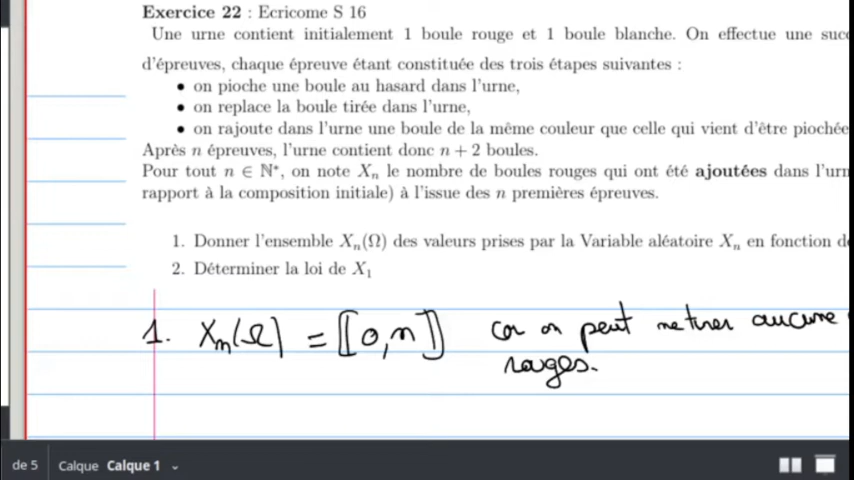 Exercice 22 : Ecricome S 16
Une urne contient initialement 1 boule rouge et 1 boule blanche. On effectue une succ
d'épreuves, chaque épreuve étant constituée des trois étapes suivantes :
• on pioche une boule au hasard dans l'urne,
• on replace la boule tirée dans l'urne,
• on rajoute dans l'urne une boule de la même couleur que celle qui vient d'être piochée
Après n épreuves, l'urne contient donc n + 2 boules.
Pour tout n ∈ ℕ*, on note Xₙ le nombre de boules rouges qui ont été ajoutées dans l'urn
rapport à la composition initiale) à l'issue des n premières épreuves.
1. Donner l'ensemble Xₙ(Ω) des valeurs prises par la Variable aléatoire Xₙ en fonction d
2. Déterminer la loi de X₁
1. Xₙ(Ω) = ⟦0,n⟧ car on peut ne tirer aucune
rouges.
de 5 Calque Calque 1